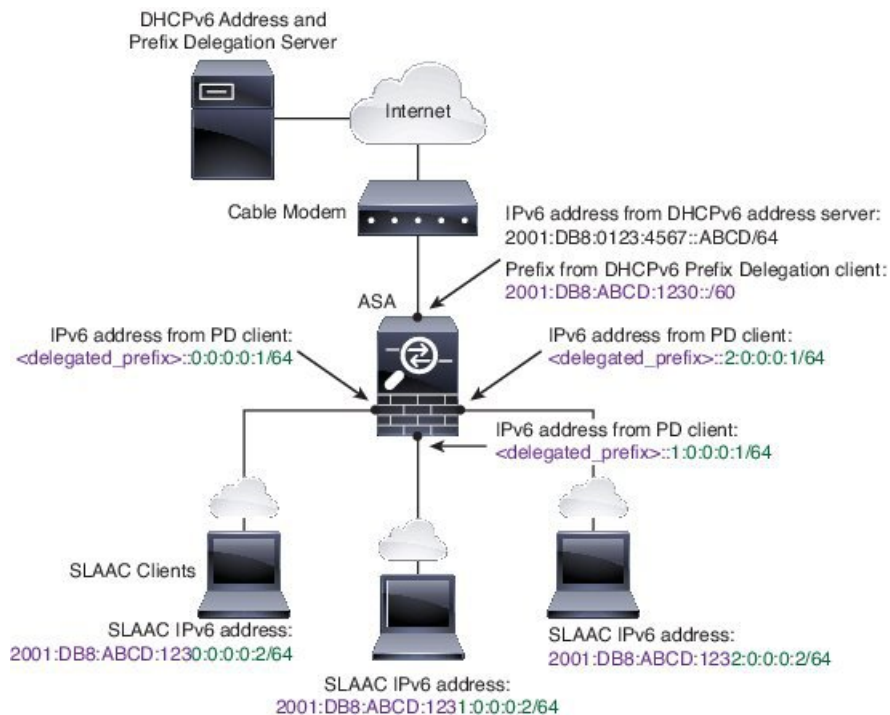 DHCPv6 Address and
Prefix Delegation Server
Internet
Cable Modem
IPv6 address from DHCPv6 address server:
2001:DB8:0123:4567::ABCD/64
Prefix from DHCPv6 Prefix Delegation client:
2001:DB8:ABCD:1230::/60
ASA
IPv6 address from PD client:
<delegated_prefix>::0:0:0:0:1/64
IPv6 address from PD client:
<delegated_prefix>::2:0:0:0:1/64
IPv6 address from PD client:
<delegated_prefix>::1:0:0:0:1/64
SLAAC Clients
SLAAC IPv6 address:
2001:DB8:ABCD:1230:0:0:0:2/64
SLAAC IPv6 address:
2001:DB8:ABCD:1231:0:0:0:2/64
SLAAC IPv6 address:
2001:DB8:ABCD:1232:0:0:0:2/64